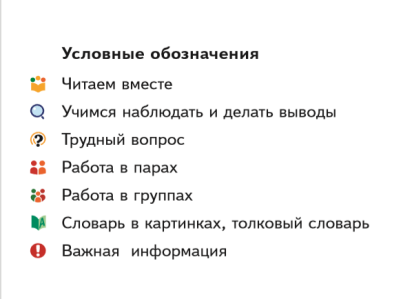 Условные обозначения
Читаем вместе
Учимся наблюдать и делать выводы
Трудный вопрос
Работа в парах
Работа в группах
Словарь в картинках, толковый словарь
Важная информация